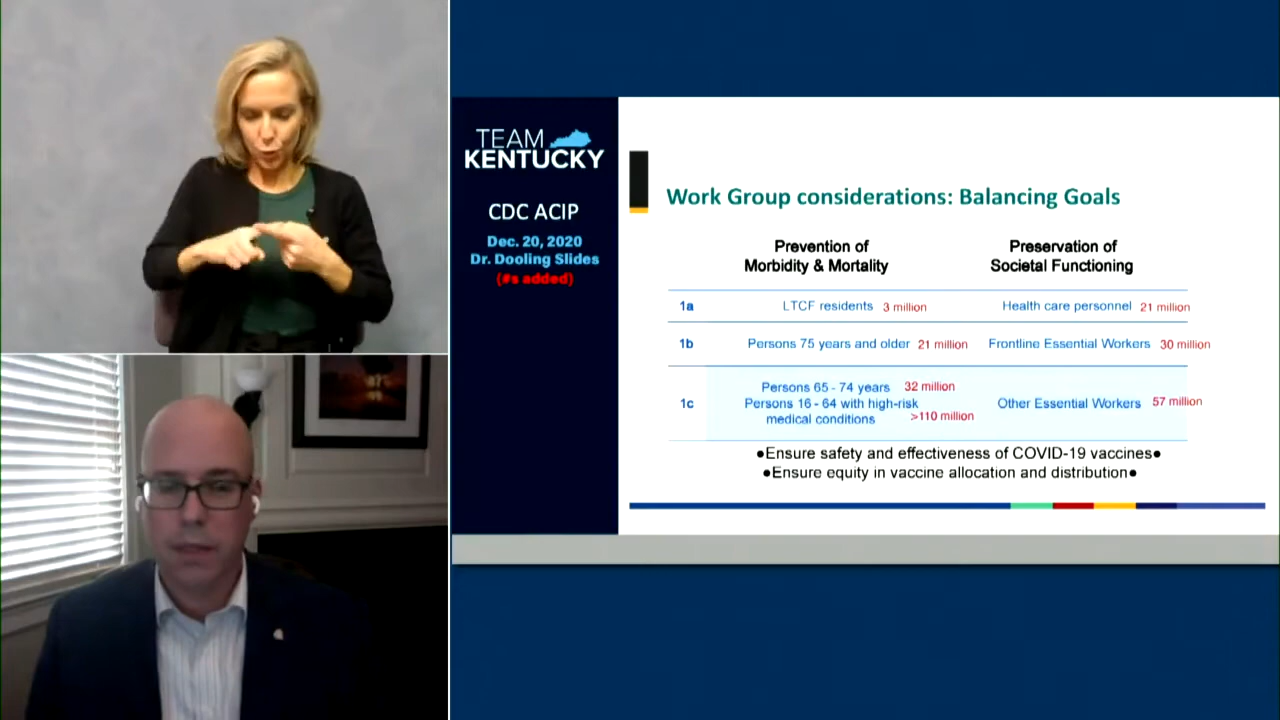 TEAM
KENTUCKY
CDC ACIP
Dec. 20, 2020
Dr. Dooling Slides
(#s added)
Work Group considerations: Balancing Goals
Prevention of
Morbidity & Mortality
Preservation of
Societal Functioning
1a LTCF residents 3 million Health care personnel 21 million
1b Persons 75 years and older 21 million Frontline Essential Workers 30 million
1c
Persons 65 - 74 years 32 million
Persons 16 - 64 with high-risk
medical conditions >110 million
Other Essential Workers 57 million
●Ensure safety and effectiveness of COVID-19 vaccines●
●Ensure equity in vaccine allocation and distribution●